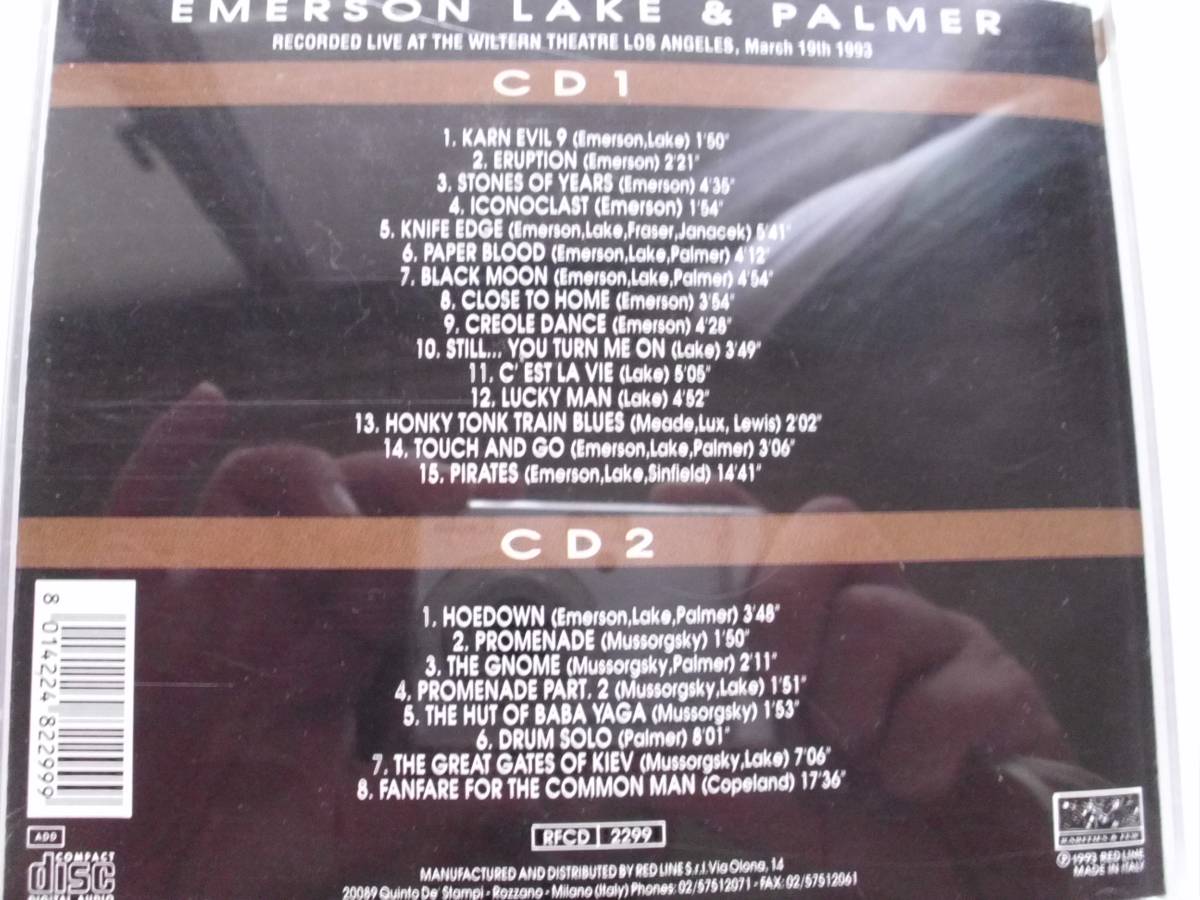 EMERSON LAKE & PALMER
RECORDED LIVE AT THE WILTERN THEATRE LOS ANGELES, March 19th 1993
CD1
1. KARN EVIL 9 (Emerson,Lake) 1'50"
2. ERUPTION (Emerson) 2'21"
3. STONES OF YEARS (Emerson) 4'35"
4. ICONOCLAST (Emerson) 1'54"
5. KNIFE EDGE (Emerson,Lake,Fraser,Janacek) 5'41"
6. PAPER BLOOD (Emerson,Lake,Palmer) 4'12"
7. BLACK MOON (Emerson,Lake,Palmer) 4'54"
8. CLOSE TO HOME (Emerson) 3'54"
9. CREOLE DANCE (Emerson) 4'28"
10. STILL... YOU TURN ME ON (Lake) 3'49"
11. C' EST LA VIE (Lake) 5'05"
12. LUCKY MAN (Lake) 4'52"
13. HONKY TONK TRAIN BLUES (Meade,Lux, Lewis) 2'02"
14. TOUCH AND GO (Emerson,Lake,Palmer) 3'06"
15. PIRATES (Emerson,Lake,Sinfield) 14'41"
CD2
1. HOEDOWN (Emerson,Lake,Palmer) 3'48"
2. PROMENADE (Mussorgsky) 1'50"
3. THE GNOME (Mussorgsky,Palmer) 2'11"
4. PROMENADE PART. 2 (Mussorgsky,Lake) 1'51"
5. THE HUT OF BABA YAGA (Mussorgsky) 1'53"
6. DRUM SOLO (Palmer) 8'01"
7. THE GREAT GATES OF KIEV (Mussorgsky,Lake) 7'06"
8. FANFARE FOR THE COMMON MAN (Copeland) 17'36"
8 014224 822999
ADD
COMPACT
disc
DIGITAL AUDIO
RFCD 2299
MANUFACTURED AND DISTRIBUTED BY RED LINE S.r.l. Via Olona, 14
20089 Quinto De' Stampi - Rozzano - Milano (Italy) Phones: 02/57512071 - FAX: 02/57512061
℗ 1993 RED LINE
MADE IN ITALY